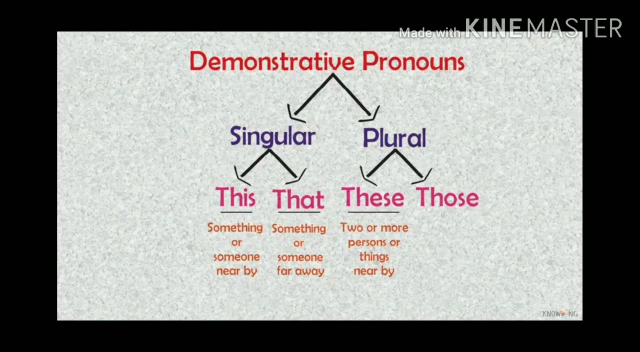 Made with KINEMASTER
Demonstrative Pronouns
Singular Plural
This That These Those
Something Something Two or more
or or persons or
someone someone things
near by far away near by